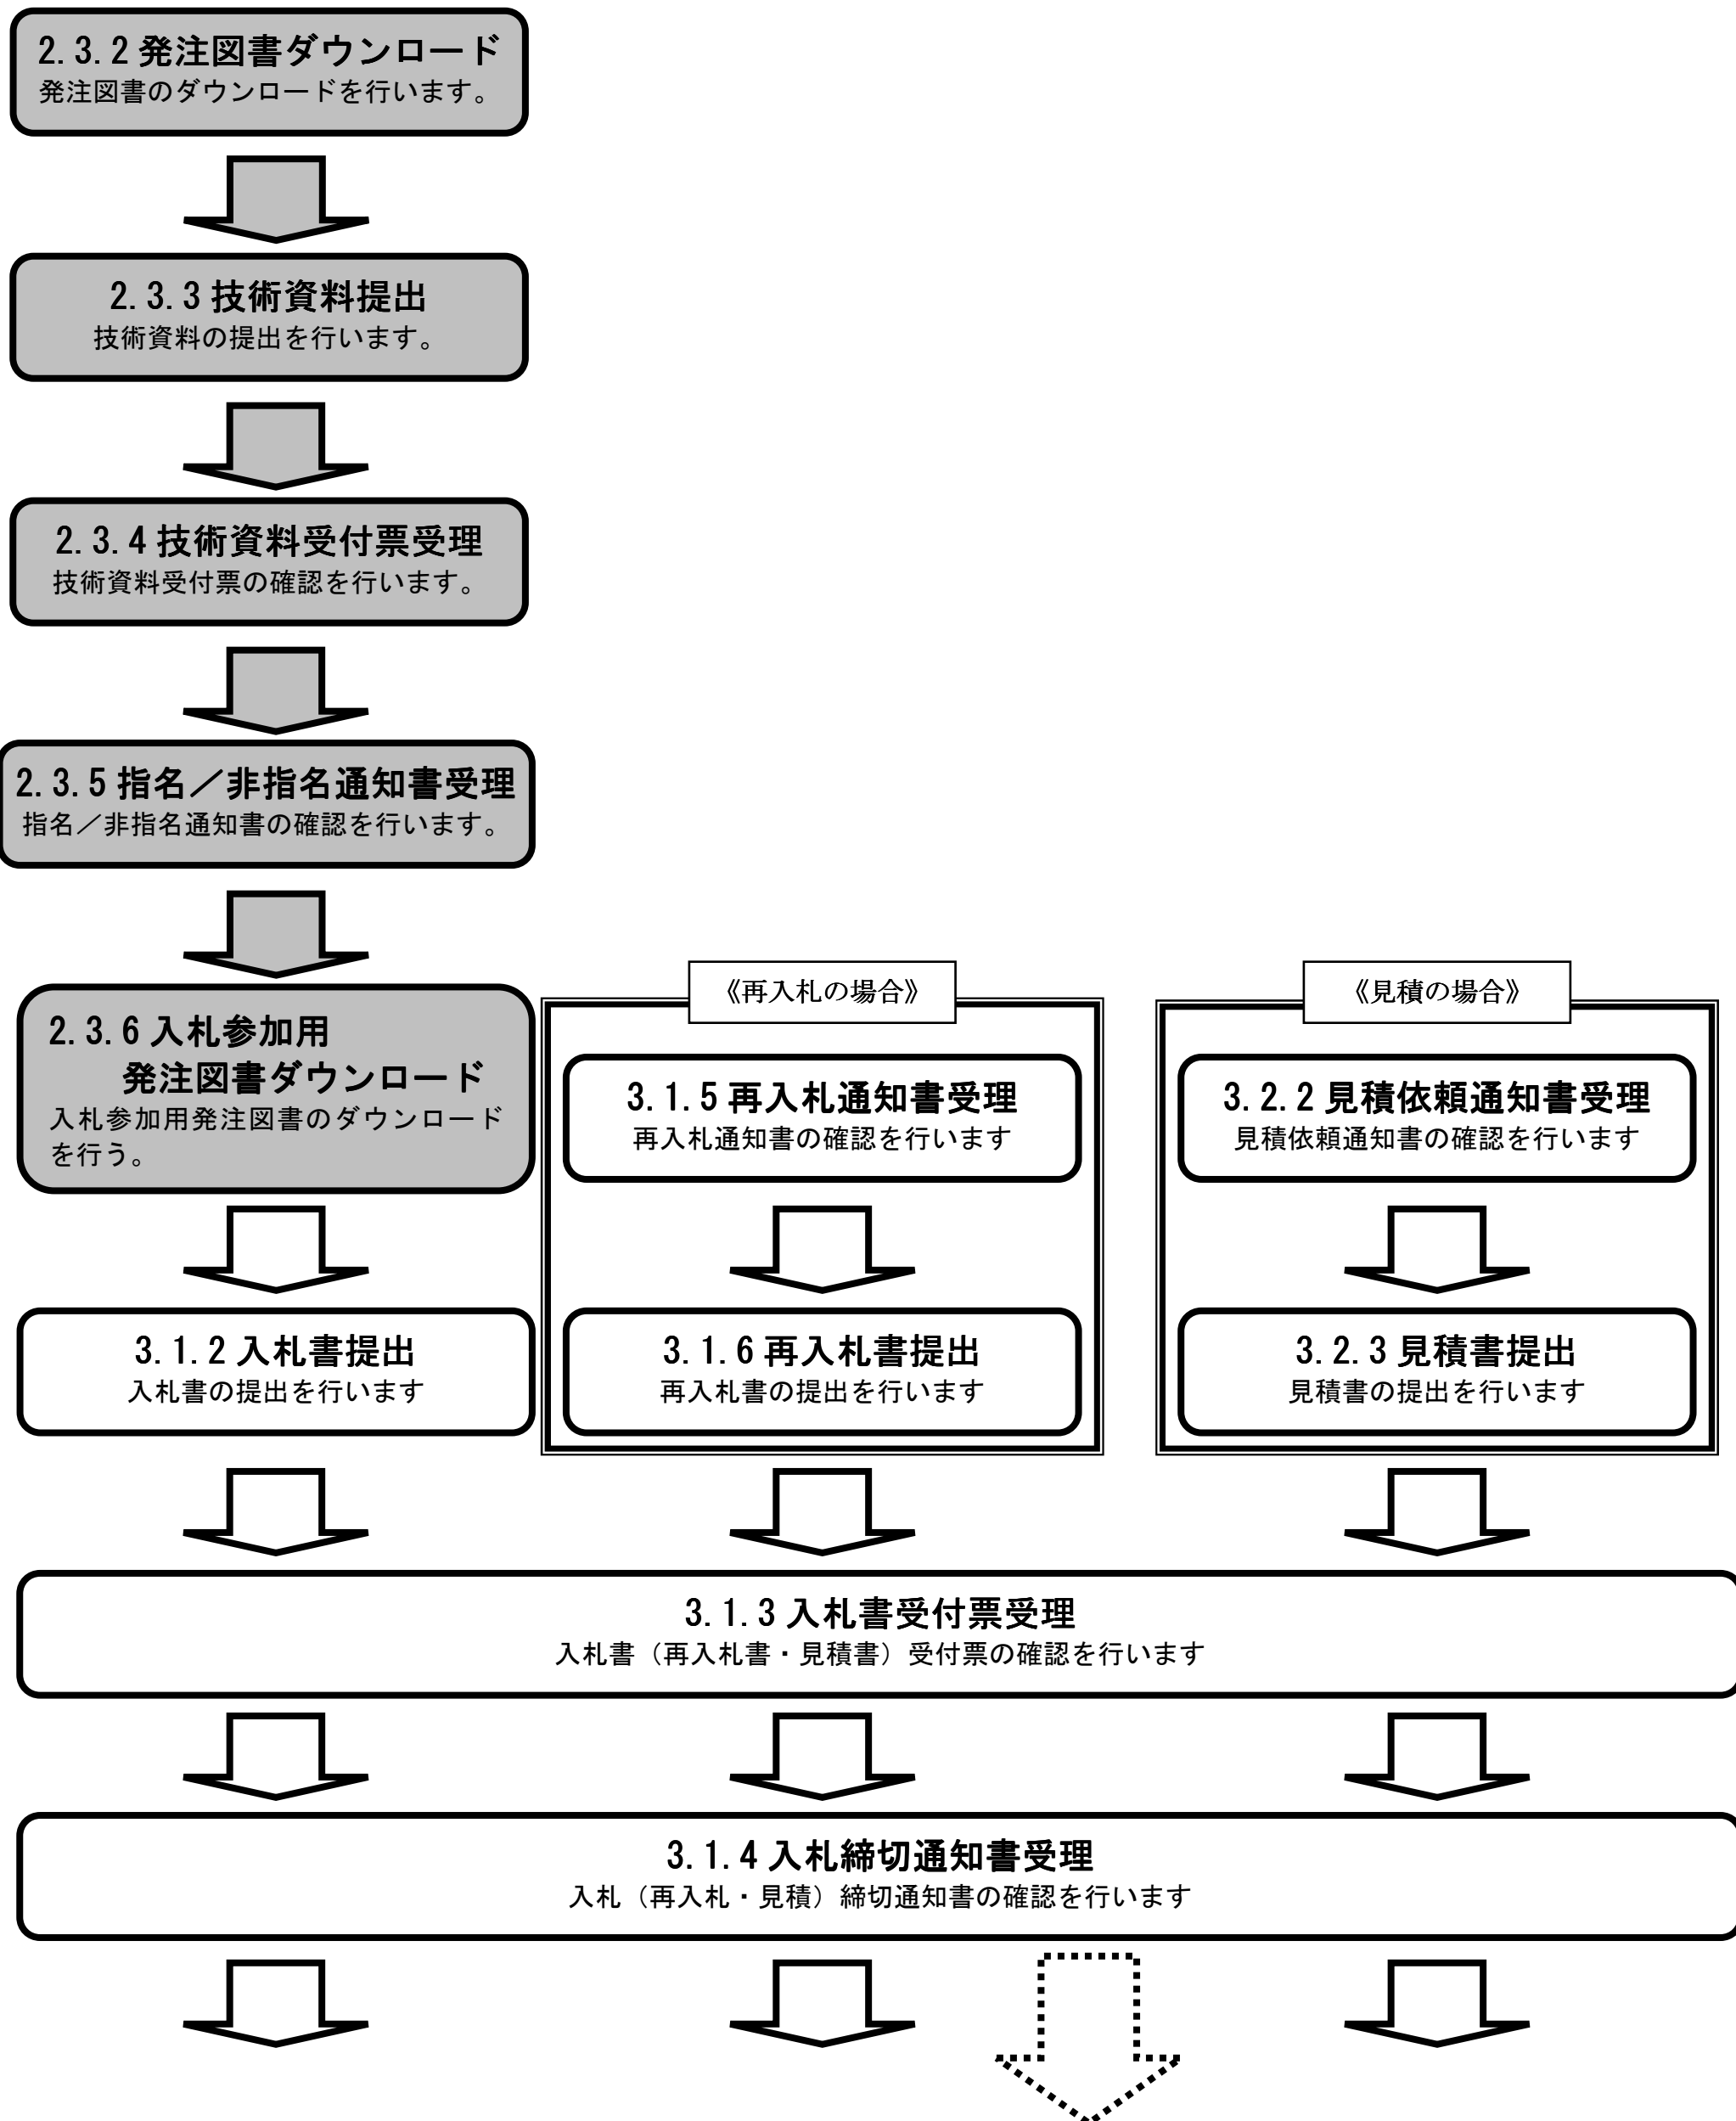 2.3.2 発注図書ダウンロード
発注図書のダウンロードを行います。
2.3.3 技術資料提出
技術資料の提出を行います。
2.3.4 技術資料受付票受理
技術資料受付票の確認を行います。
2.3.5 指名／非指名通知書受理
指名／非指名通知書の確認を行います。
2.3.6 入札参加用
発注図書ダウンロード
入札参加用発注図書のダウンロード
を行う。
《再入札の場合》
3.1.5 再入札通知書受理
再入札通知書の確認を行います
《見積の場合》
3.2.2 見積依頼通知書受理
見積依頼通知書の確認を行います
3.1.2 入札書提出
入札書の提出を行います
3.1.6 再入札書提出
再入札書の提出を行います
3.2.3 見積書提出
見積書の提出を行います
3.1.3 入札書受付票受理
入札書（再入札書・見積書）受付票の確認を行います
3.1.4 入札締切通知書受理
入札（再入札・見積）締切通知書の確認を行います